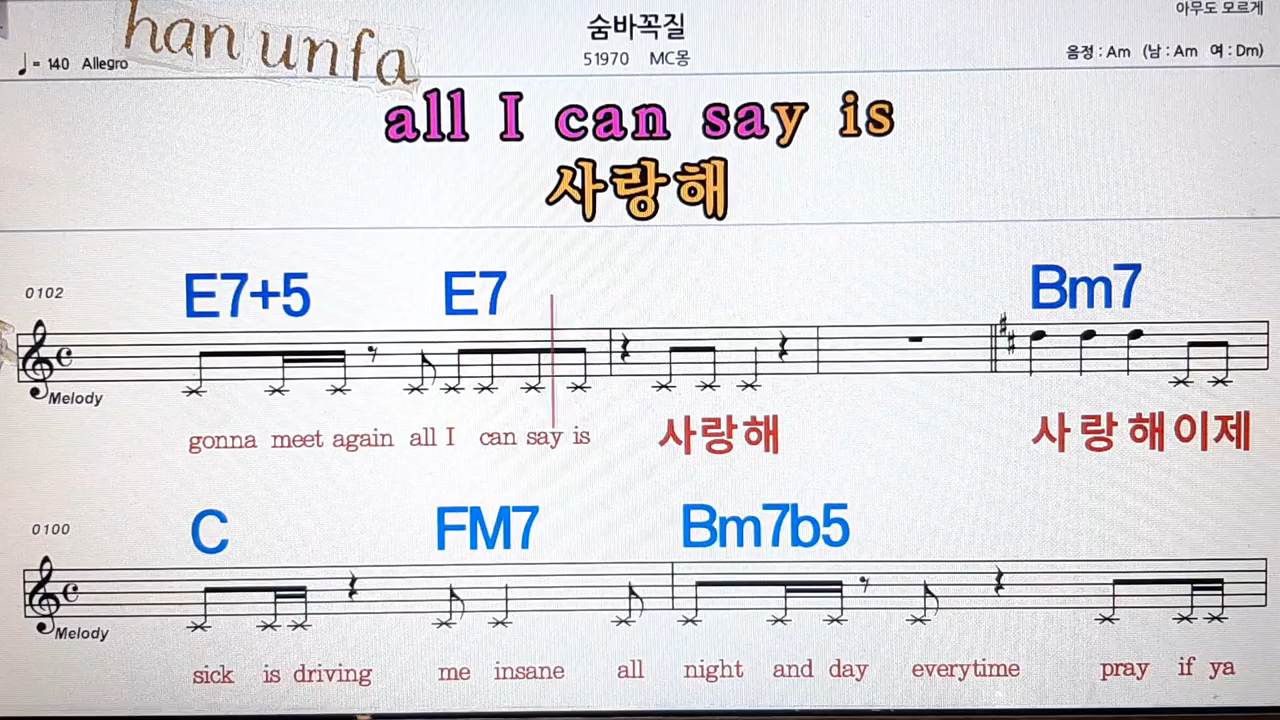 han unfa
숨바꼭질
아무도 모르게
♩= 140 Allegro
51970 MC몽
음정 : Am (남 : Am 여 : Dm)
all I can say is
사랑해
0102
E7+5 E7 Bm7
Melody
gonna meet again all I can say is 사랑해 사랑해이제
0100
C FM7 Bm7b5
Melody
sick is driving me insane all night and day everytime pray if ya